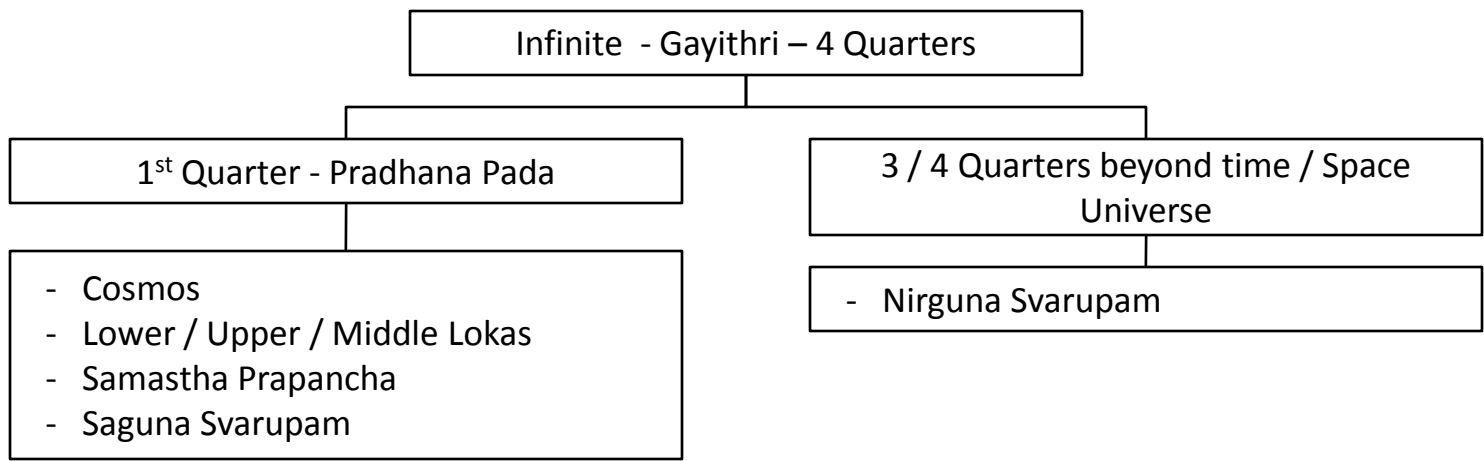 Infinite - Gayithri – 4 Quarters
1st Quarter - Pradhana Pada
- Cosmos
- Lower / Upper / Middle Lokas
- Samastha Prapancha
- Saguna Svarupam
3 / 4 Quarters beyond time / Space
Universe
- Nirguna Svarupam